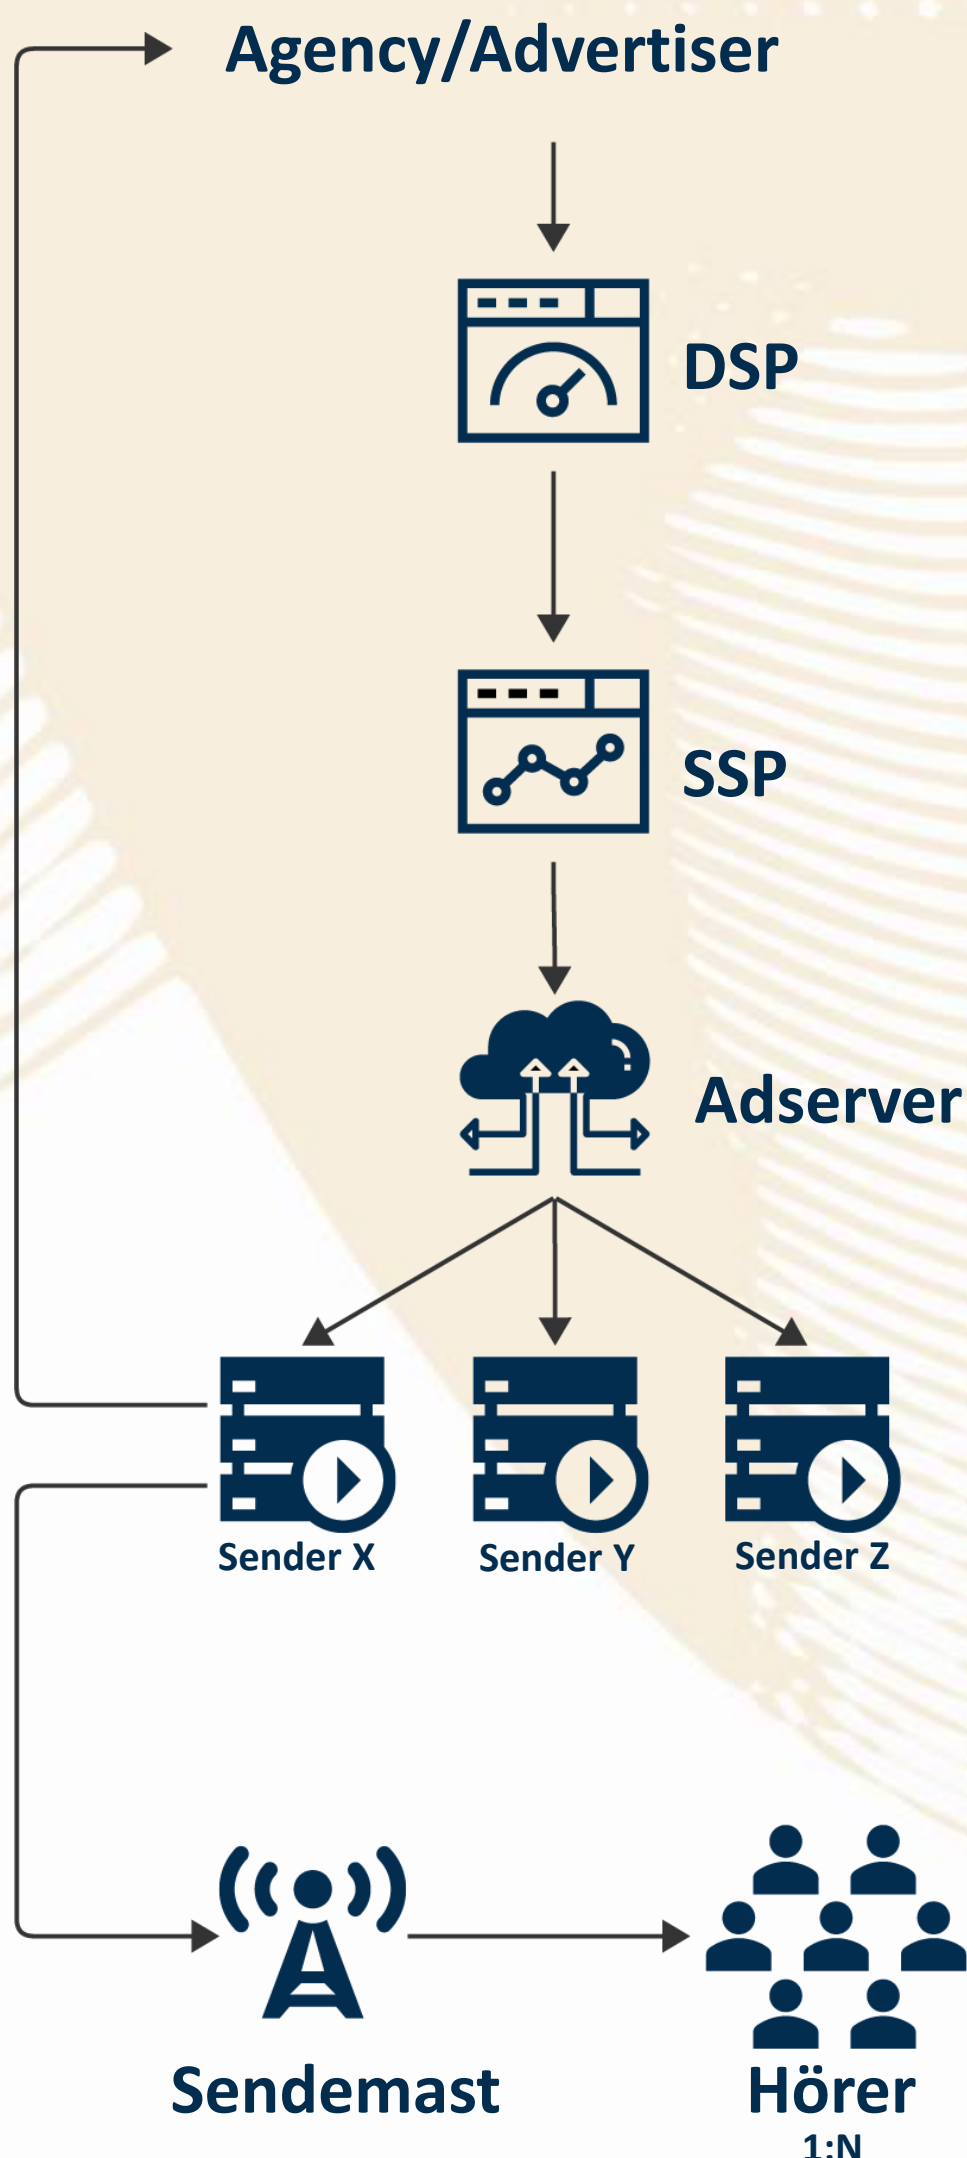 Agency/Advertiser
DSP
SSP
Adserver
Sender X
Sender Y
Sender Z
Sendemast
Hörer
1:N